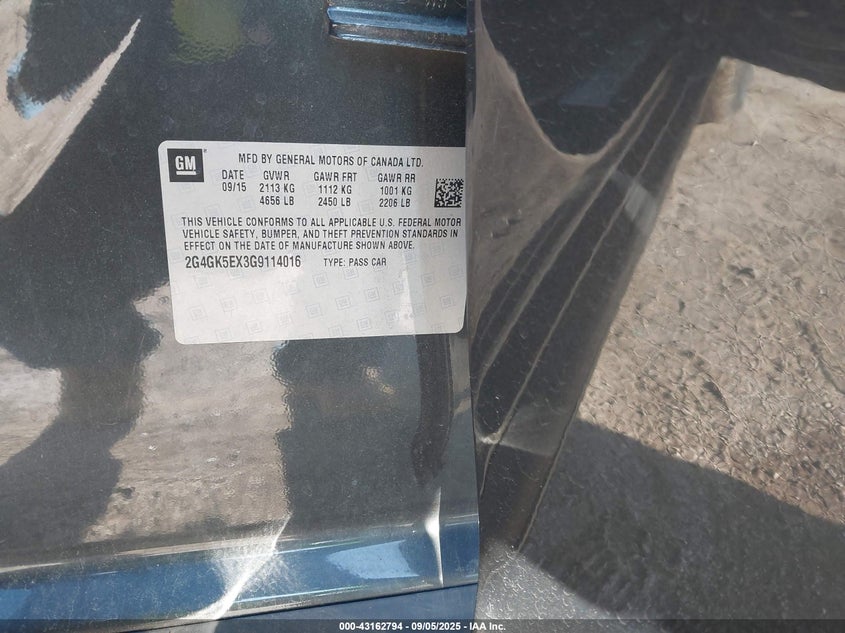 GM ®
MFD BY GENERAL MOTORS OF CANADA LTD.
DATE GVWR GAWR FRT GAWR RR
09/15 2113 KG 1112 KG 1001 KG
4656 LB 2450 LB 2206 LB
THIS VEHICLE CONFORMS TO ALL APPLICABLE U.S. FEDERAL MOTOR
VEHICLE SAFETY, BUMPER, AND THEFT PREVENTION STANDARDS IN
EFFECT ON THE DATE OF MANUFACTURE SHOWN ABOVE.
2G4GK5EX3G9114016 TYPE: PASS CAR
000-43162794 - 09/05/2025 - IAA Inc.